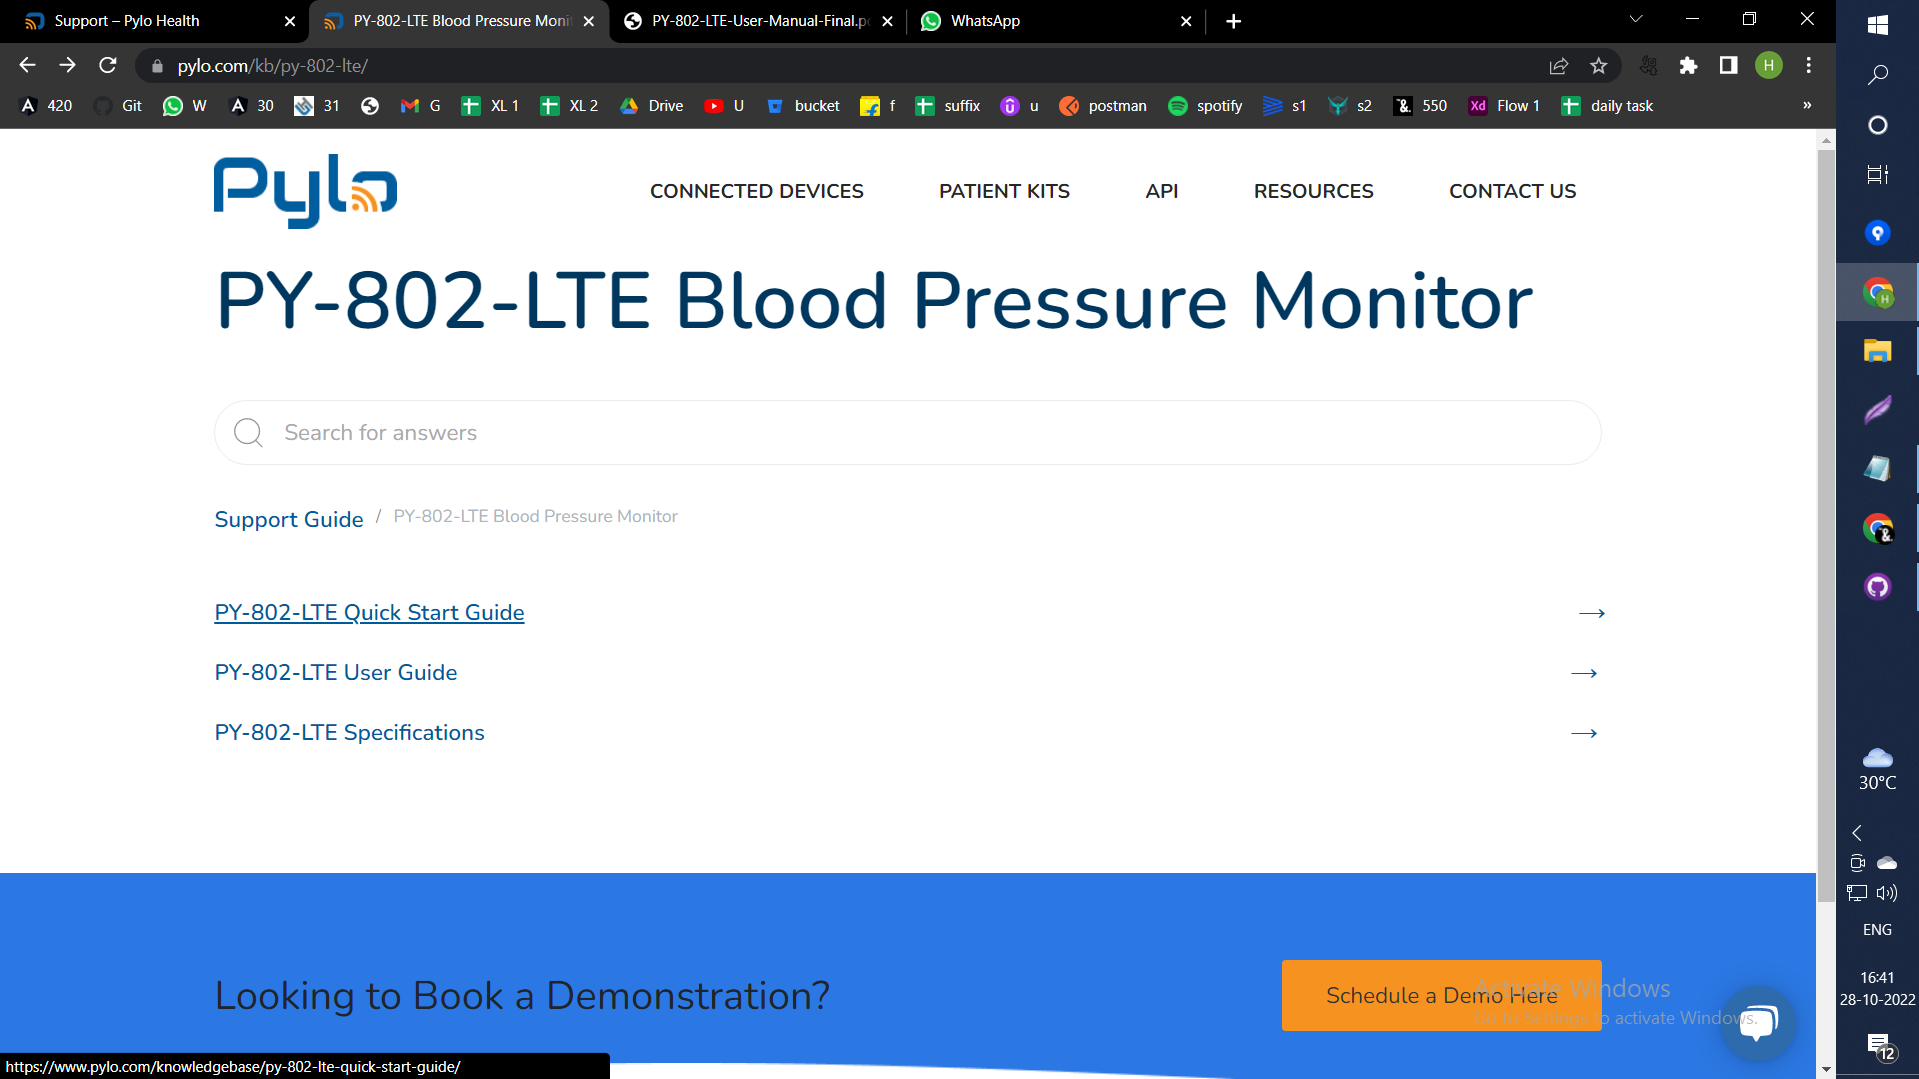 Support – Pylo Health
PY-802-LTE Blood Pressure Moni
PY-802-LTE-User-Manual-Final.p
WhatsApp
pylo.com/kb/py-802-lte/
H
420
Git
W
30
31
G
XL 1
XL 2
Drive
U
bucket
f
suffix
u
postman
spotify
s1
s2
550
Xd
Flow 1
daily task
»
Pylo
CONNECTED DEVICES
PATIENT KITS
API
RESOURCES
CONTACT US
PY-802-LTE Blood Pressure Monitor
Search for answers
Support Guide / PY-802-LTE Blood Pressure Monitor
PY-802-LTE Quick Start Guide
PY-802-LTE User Guide
PY-802-LTE Specifications
Looking to Book a Demonstration?
Schedule a Demo Here
Activate Windows
Go to Settings to activate Windows.
https://www.pylo.com/knowledgebase/py-802-lte-quick-start-guide/
30°C
ENG
16:41
28-10-2022
12